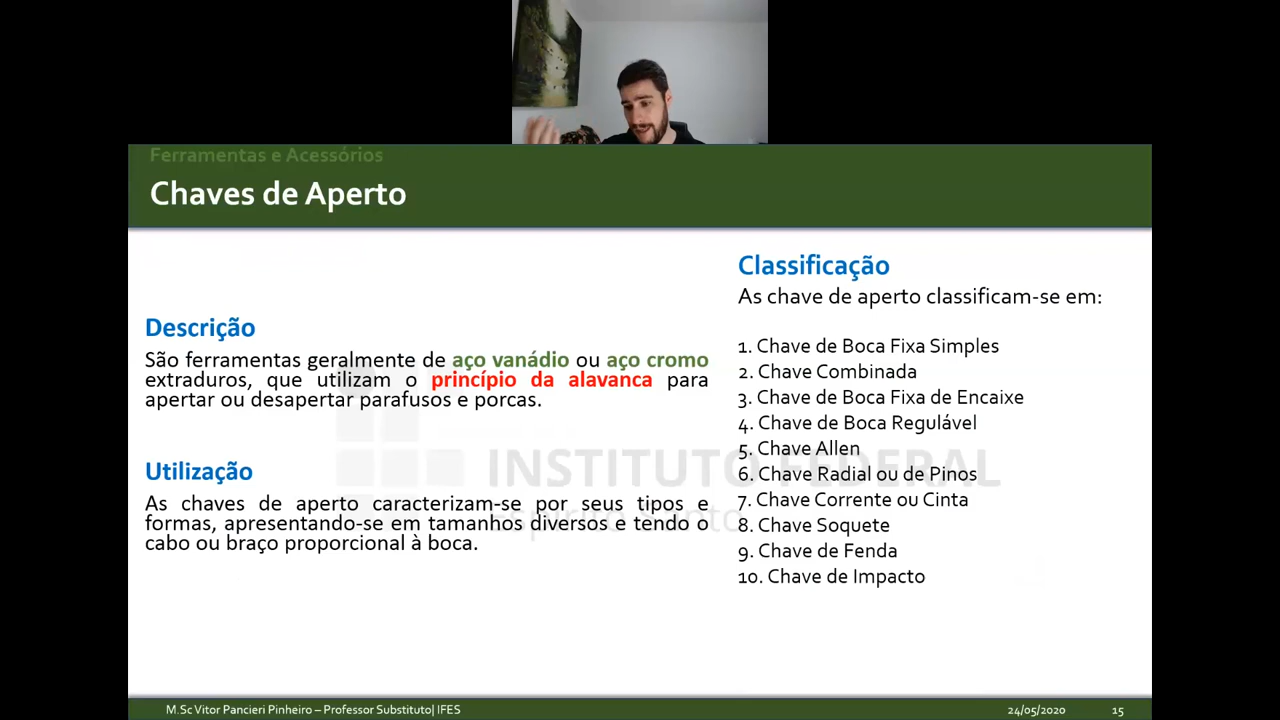 Ferramentas e Acessórios
Chaves de Aperto
Descrição
São ferramentas geralmente de aço vanádio ou aço cromo
extraduros, que utilizam o princípio da alavanca para
apertar ou desapertar parafusos e porcas.
Utilização
As chaves de aperto caracterizam-se por seus tipos e
formas, apresentando-se em tamanhos diversos e tendo o
cabo ou braço proporcional à boca.
Classificação
As chave de aperto classificam-se em:
1. Chave de Boca Fixa Simples
2. Chave Combinada
3. Chave de Boca Fixa de Encaixe
4. Chave de Boca Regulável
5. Chave Allen
6. Chave Radial ou de Pinos
7. Chave Corrente ou Cinta
8. Chave Soquete
9. Chave de Fenda
10. Chave de Impacto
INSTITUTO FEDERAL
Espírito Santo
M.Sc Vitor Pancieri Pinheiro – Professor Substituto| IFES
24/05/2020
15